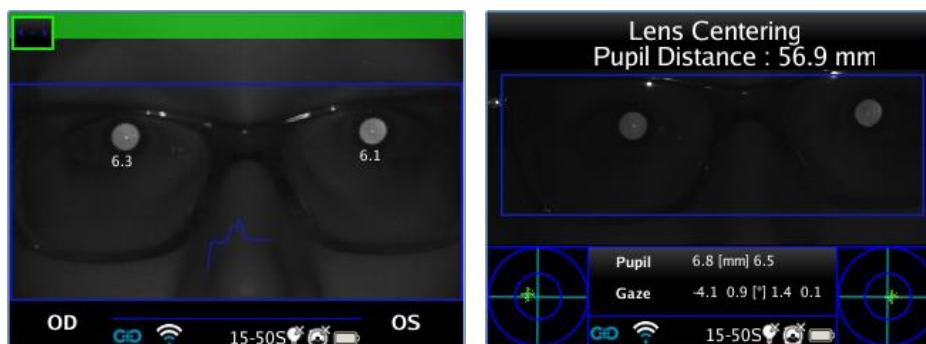 6.3
6.1
OD
OS
15-50S
Lens Centering
Pupil Distance : 56.9 mm
Pupil 6.8 [mm] 6.5
Gaze -4.1 0.9 [°] 1.4 0.1
15-50S